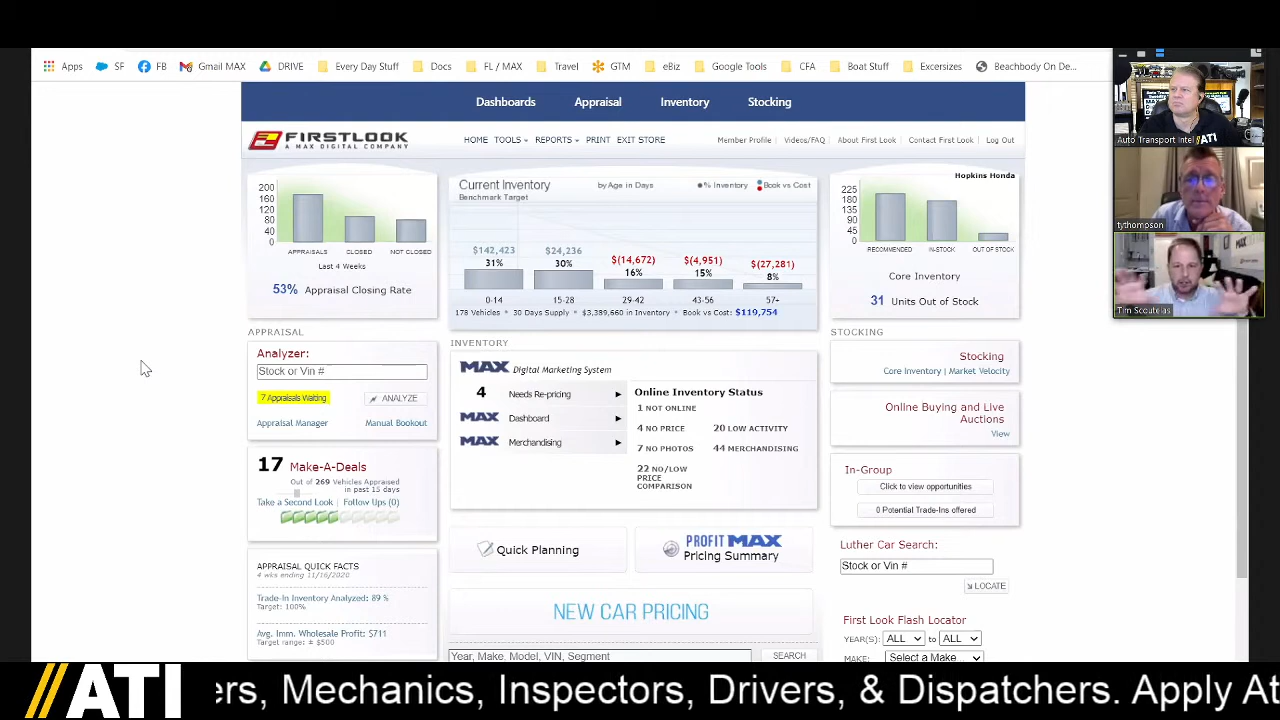 Apps SF FB Gmail MAX DRIVE Every Day Stuff Docs FL / MAX Travel GTM eBiz Google Tools CFA Boat Stuff Excersizes Beachbody On De...
Dashboards Appraisal Inventory Stocking
FIRSTLOOK
A MAX DIGITAL COMPANY
HOME TOOLS REPORTS PRINT EXIT STORE
Member Profile Videos/FAQ About First Look Contact First Look Log Out
Auto Transport Intel
ATI
tythompson
Tim Scoutelas
200
160
120
80
40
0
APPRAISALS CLOSED NOT CLOSED
Last 4 Weeks
53% Appraisal Closing Rate
Current Inventory by Age in Days % Inventory Book vs Cost
Benchmark Target
$142,423 $24,236 $(14,672) $(4,951) $(27,281)
31% 30% 16% 15% 8%
0-14 15-28 29-42 43-56 57+
178 Vehicles 30 Days Supply $3,389,660 in Inventory Book vs Cost: $119,754
Hopkins Honda
225
180
135
90
45
0
RECOMMENDED IN-STOCK OUT OF STOCK
Core Inventory
31 Units Out of Stock
APPRAISAL
Analyzer:
Stock or Vin #
7 Appraisals Waiting ANALYZE
Appraisal Manager Manual Bookout
17 Make-A-Deals
Out of 269 Vehicles Appraised
in past 15 days
Take a Second Look | Follow Ups (0)
APPRAISAL QUICK FACTS
4 wks ending 11/16/2020
Trade-In Inventory Analyzed: 89 %
Target: 100%
Avg. Imm. Wholesale Profit: $711
Target range: ± $500
INVENTORY
MAX Digital Marketing System
4 Needs Re-pricing
MAX Dashboard
MAX Merchandising
Online Inventory Status
1 NOT ONLINE
4 NO PRICE 20 LOW ACTIVITY
7 NO PHOTOS 44 MERCHANDISING
22 NO/LOW
PRICE
COMPARISON
Quick Planning
PROFIT MAX
Pricing Summary
NEW CAR PRICING
Year, Make, Model, VIN, Segment SEARCH
STOCKING
Stocking
Core Inventory | Market Velocity
Online Buying and Live
Auctions
View
In-Group
Click to view opportunities
0 Potential Trade-Ins offered
Luther Car Search:
Stock or Vin #
LOCATE
First Look Flash Locator
YEAR(S): ALL to ALL
MAKE: Select a Make...
//ATI ers, Mechanics, Inspectors, Drivers, & Dispatchers. Apply At